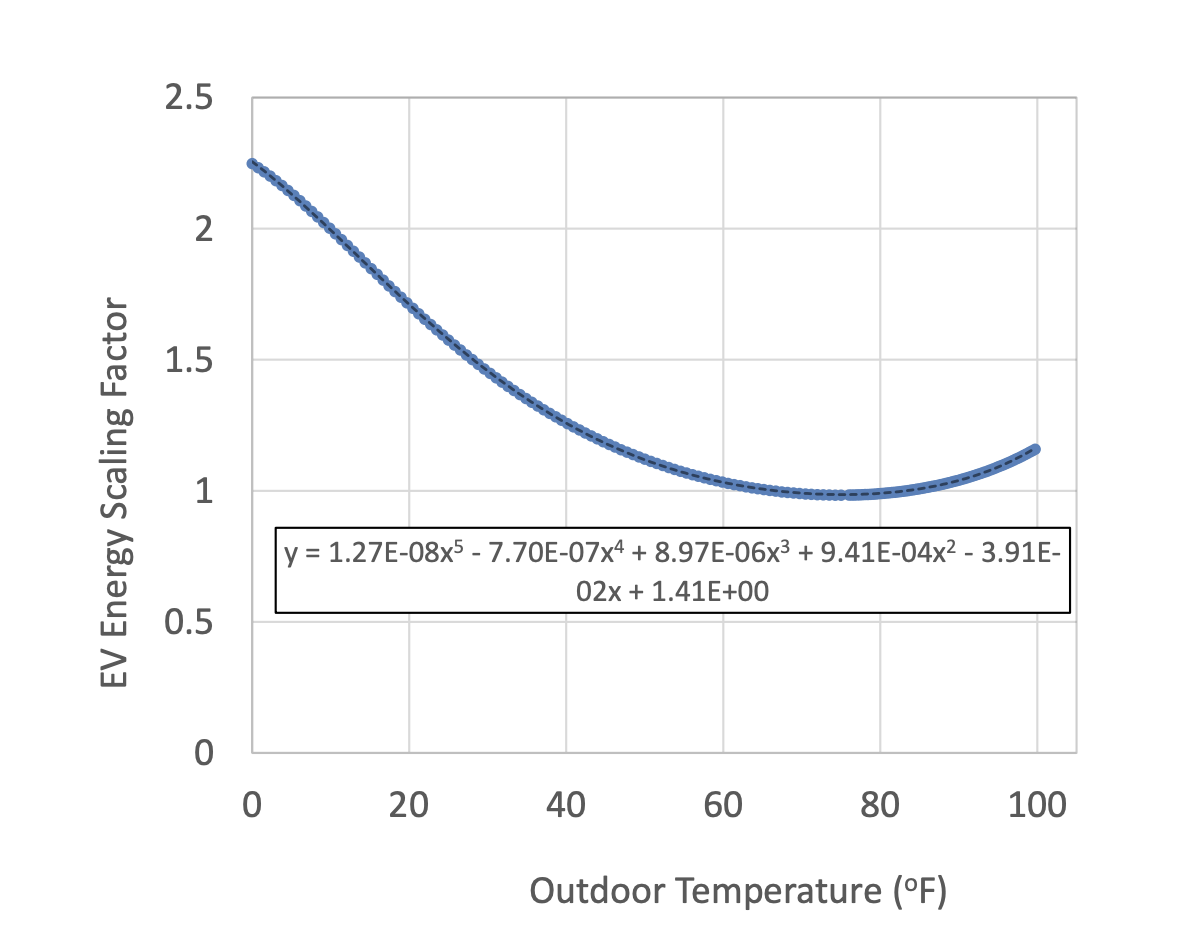 2.5
2
1.5
1
0.5
0
EV Energy Scaling Factor
y = 1.27E-08x⁵ - 7.70E-07x⁴ + 8.97E-06x³ + 9.41E-04x² - 3.91E-
02x + 1.41E+00
0 20 40 60 80 100
Outdoor Temperature (ºF)